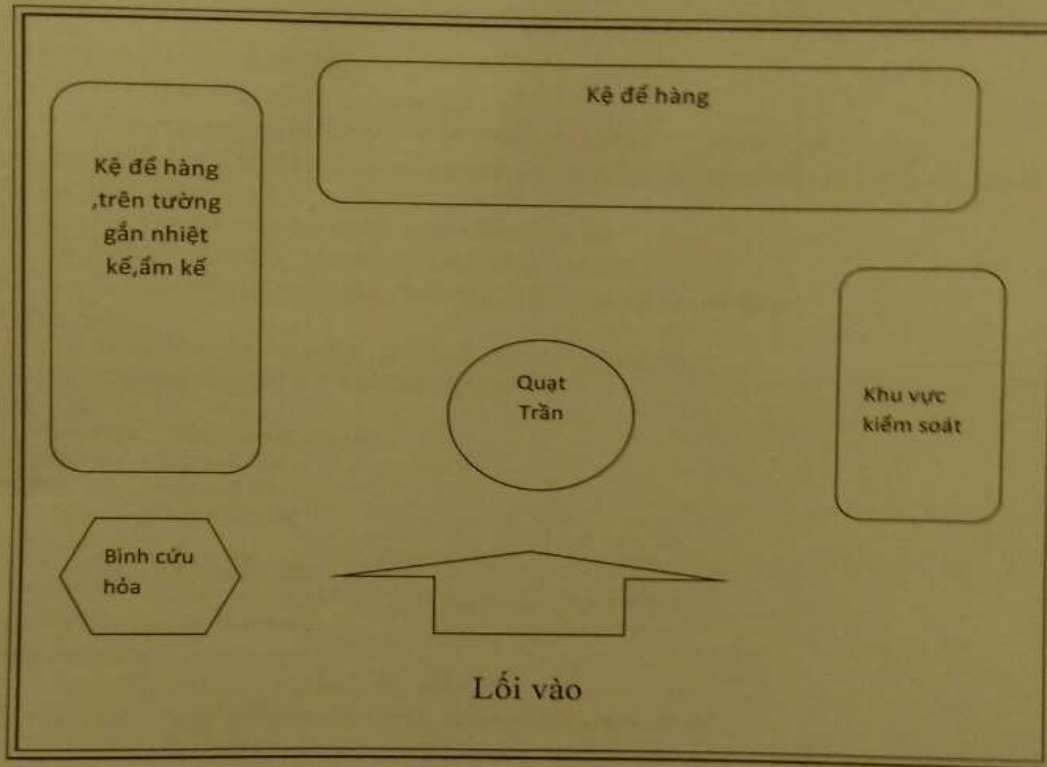 Kệ để hàng
Kệ để hàng
,trên tường
gắn nhiệt
kế,ẩm kế
Quạt
Trần
Khu vực
kiểm soát
Bình cứu
hỏa
Lối vào